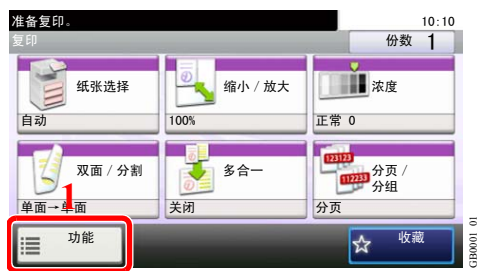 准备复印。 10:10
复印 份数 1
纸张选择 缩小 / 放大 浓度
自动 100% 正常 0
双面 / 分割 多合一 123123 112233 分页 / 分组
单面→单面 关闭 分页
1
功能 收藏
GB0001 01